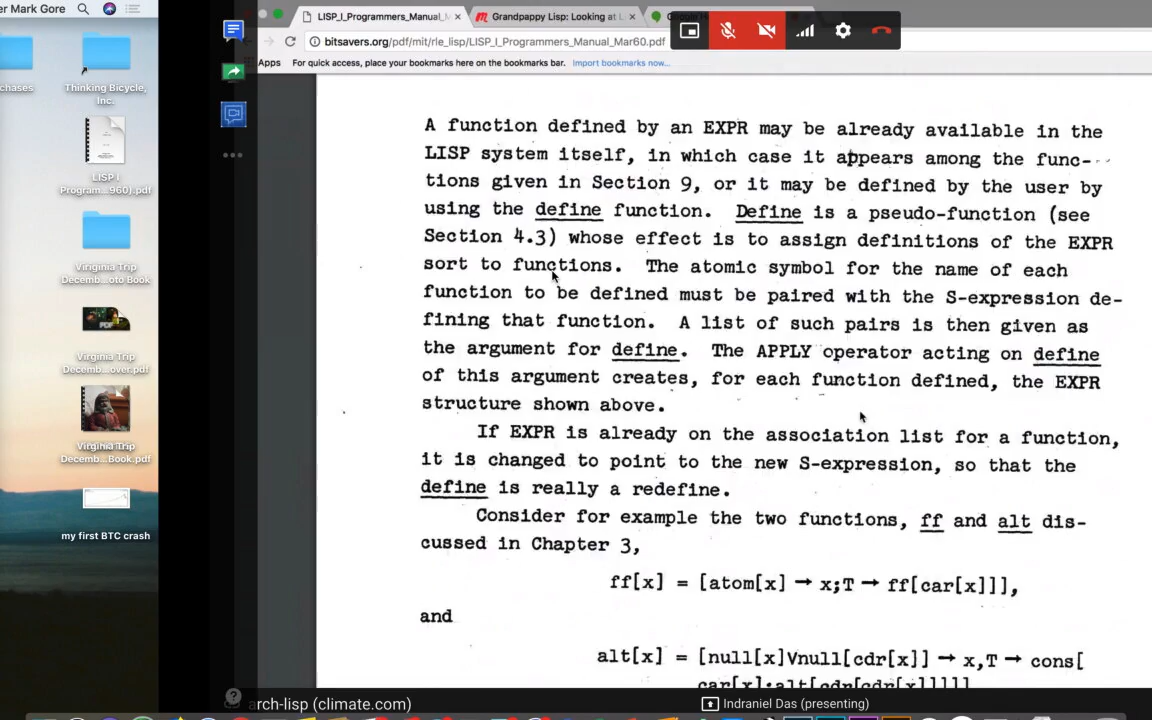 er Mark Gore
LISP_I_Programmers_Manual_
Grandpappy Lisp: Looking at L
bitsavers.org/pdf/mit/rle_lisp/LISP_I_Programmers_Manual_Mar60.pdf
Apps For quick access, place your bookmarks here on the bookmarks bar. Import bookmarks now...
chases
Thinking Bicycle,
Inc.
LISP I
Program...960).pdf
Viriginia Trip
Decemb...oto Book
Virginia Trip
Decemb...over.pdf
Virginia Trip
Decemb...Book.pdf
my first BTC crash
A function defined by an EXPR may be already available in the
LISP system itself, in which case it appears among the func-
tions given in Section 9, or it may be defined by the user by
using the define function. Define is a pseudo-function (see
Section 4.3) whose effect is to assign definitions of the EXPR
sort to functions. The atomic symbol for the name of each
function to be defined must be paired with the S-expression de-
fining that function. A list of such pairs is then given as
the argument for define. The APPLY operator acting on define
of this argument creates, for each function defined, the EXPR
structure shown above.
If EXPR is already on the association list for a function,
it is changed to point to the new S-expression, so that the
define is really a redefine.
Consider for example the two functions, ff and alt dis-
cussed in Chapter 3,
ff[x] = [atom[x] → x;T → ff[car[x]]],
and
alt[x] = [null[x]Vnull[cdr[x]] → x,T → cons[
car[x];alt[cdr[cdr[x]]]]]
arch-lisp (climate.com)
Indraniel Das (presenting)